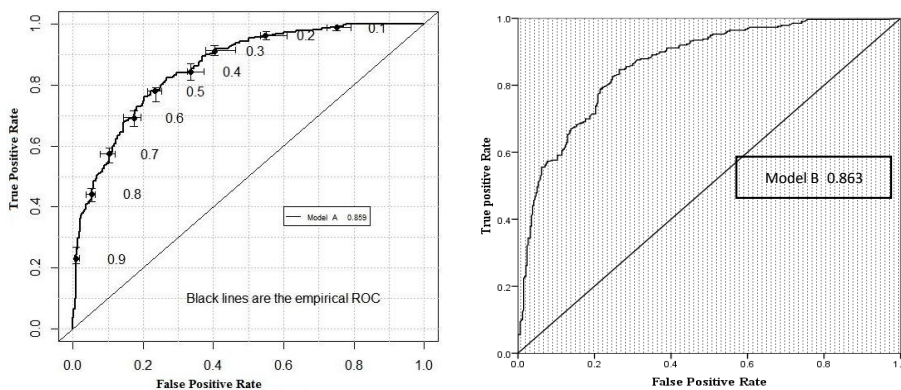 True Positive Rate
1.0
0.8
0.6
0.4
0.2
0.0
0.1
0.2
0.3
0.4
0.5
0.6
0.7
0.8
0.9
Model A 0.859
Black lines are the empirical ROC
0.0 0.2 0.4 0.6 0.8 1.0
False Positive Rate
True positive Rate
1.0
0.8
0.6
0.4
0.2
0.0
Model B 0.863
0.0 0.2 0.4 0.6 0.8 1.0
False Positive Rate